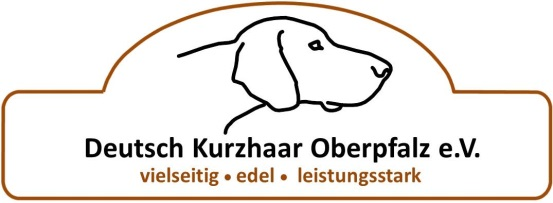 Deutsch Kurzhaar Oberpfalz e.V.
vielseitig • edel • leistungsstark